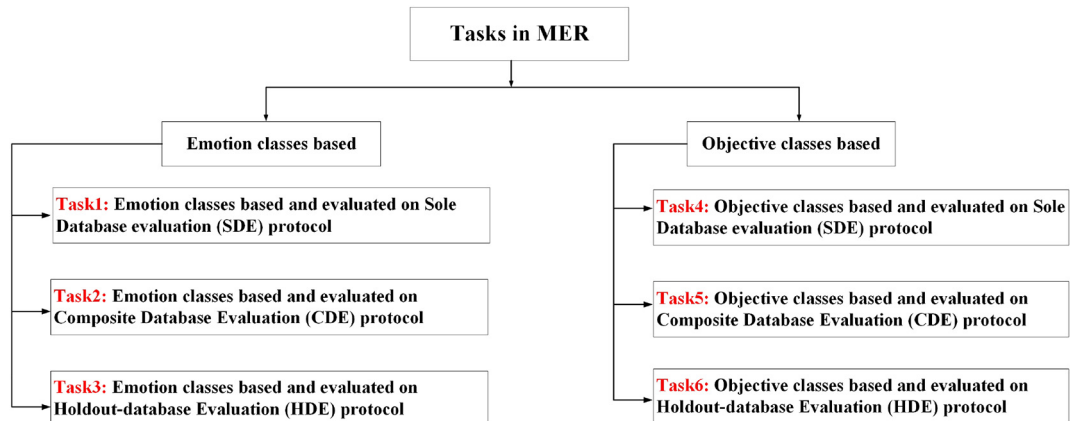 Tasks in MER
Emotion classes based
Task1: Emotion classes based and evaluated on Sole
Database evaluation (SDE) protocol
Task2: Emotion classes based and evaluated on
Composite Database Evaluation (CDE) protocol
Task3: Emotion classes based and evaluated on
Holdout-database Evaluation (HDE) protocol
Objective classes based
Task4: Objective classes based and evaluated on Sole
Database evaluation (SDE) protocol
Task5: Objective classes based and evaluated on
Composite Database Evaluation (CDE) protocol
Task6: Objective classes based and evaluated on
Holdout-database Evaluation (HDE) protocol